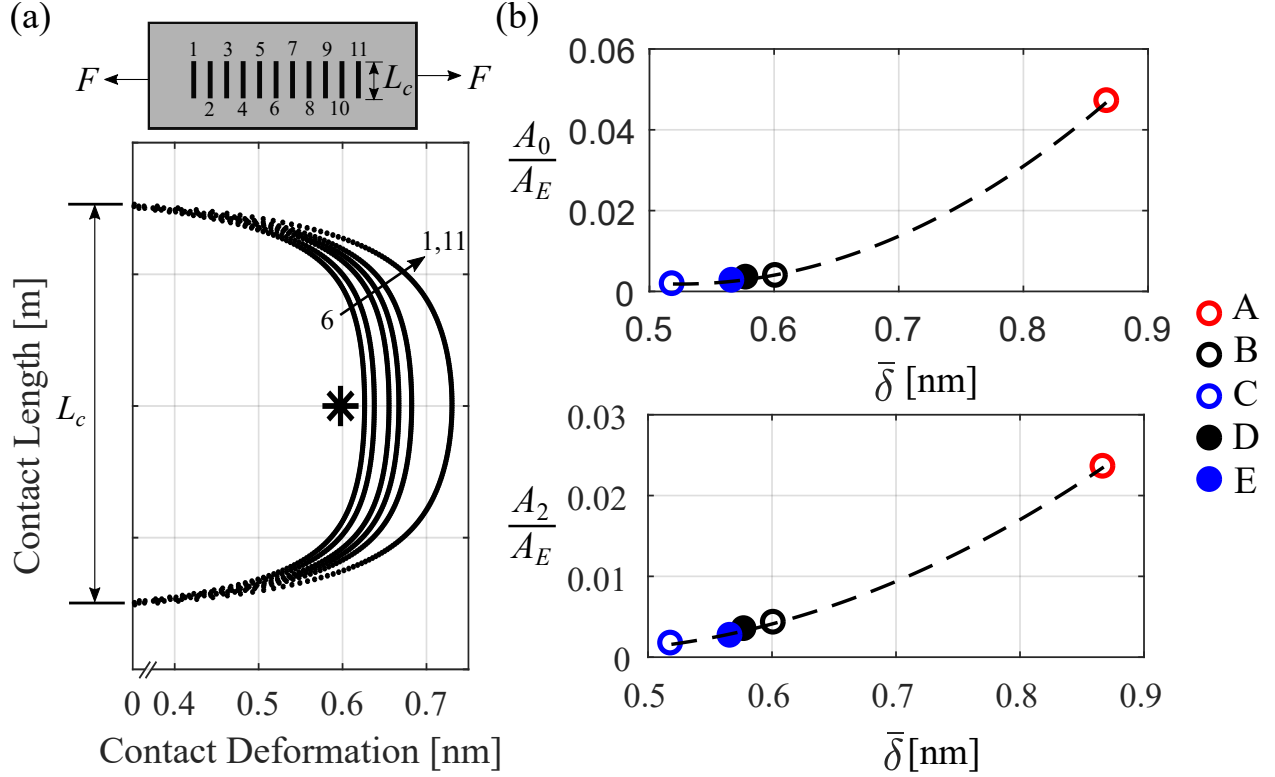 (a)
1 3 5 7 9 11
F F
L_c
2 4 6 8 10
1,11
6
L_c
Contact Length [m]
0 0.4 0.5 0.6 0.7
Contact Deformation [nm]
(b)
0.06
0.04
0.02
0
A_0
A_E
0.5 0.6 0.7 0.8 0.9
δ̄ [nm]
0.03
0.02
0.01
0
A_2
A_E
0.5 0.6 0.7 0.8 0.9
δ̄ [nm]
A
B
C
D
E